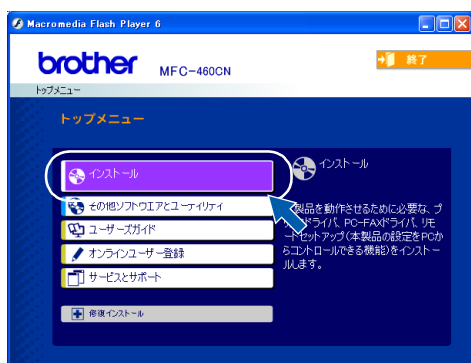 Macromedia Flash Player 6
brother
MFC-460CN
終了
トップメニュー
トップメニュー
インストール
その他ソフトウエアとユーティリティ
ユーザーズガイド
オンラインユーザー登録
サービスとサポート
修復インストール
インストール
製品を動作させるために必要な、プ
ドライバ、PC-FAXドライバ、リモ
ートセットアップ（本製品の設定をPCか
らコントロールできる機能）をインストー
ルします。